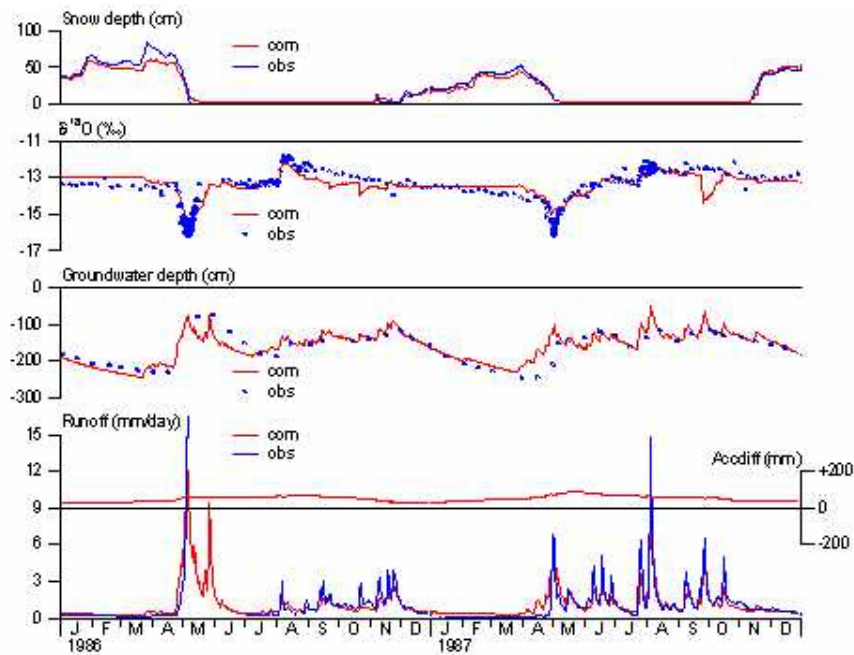 Snow depth (cm)
100
50
0
com
obs
δ¹⁸O (‰)
-11
-13
-15
-17
com
obs
Groundwater depth (cm)
0
-100
-200
-300
com
obs
Runoff (mm/day)
15
12
9
6
3
0
com
obs
Accdiff (mm)
+200
0
-200
J F M A M J J A S O N D J F M A M J J A S O N D
1986 1987